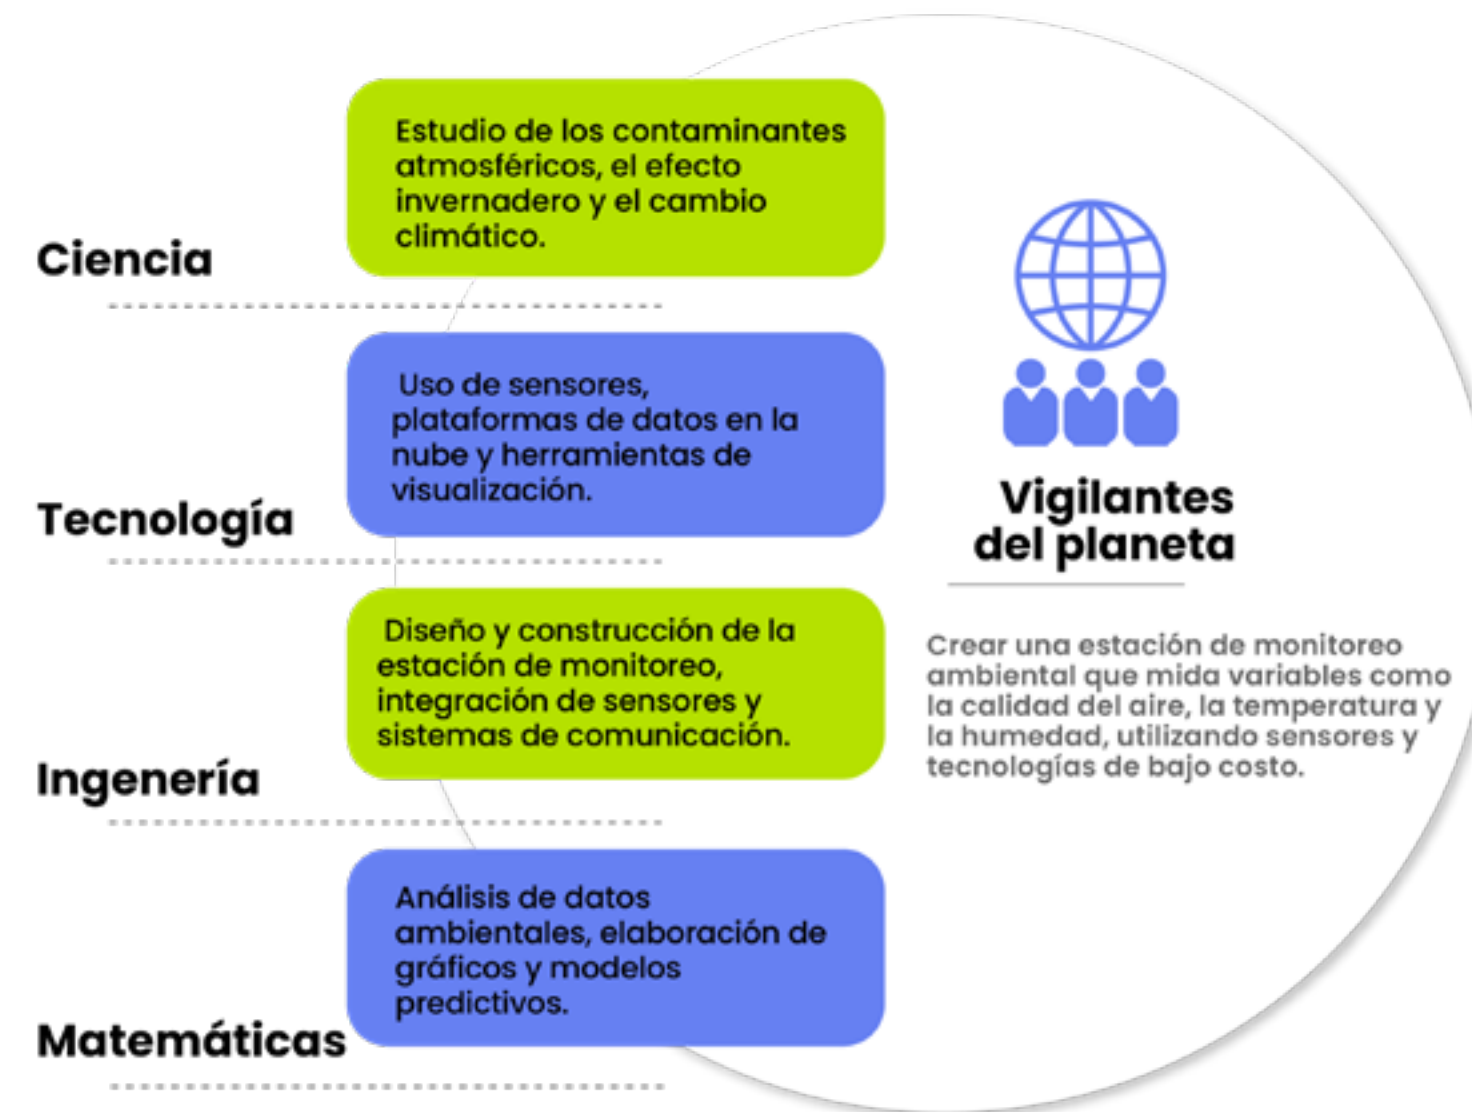 Ciencia
Estudio de los contaminantes
atmosféricos, el efecto
invernadero y el cambio
climático.
Tecnología
Uso de sensores,
plataformas de datos en la
nube y herramientas de
visualización.
Ingenería
Diseño y construcción de la
estación de monitoreo,
integración de sensores y
sistemas de comunicación.
Matemáticas
Análisis de datos
ambientales, elaboración de
gráficos y modelos
predictivos.
Vigilantes
del planeta
Crear una estación de monitoreo
ambiental que mida variables como
la calidad del aire, la temperatura y
la humedad, utilizando sensores y
tecnologías de bajo costo.